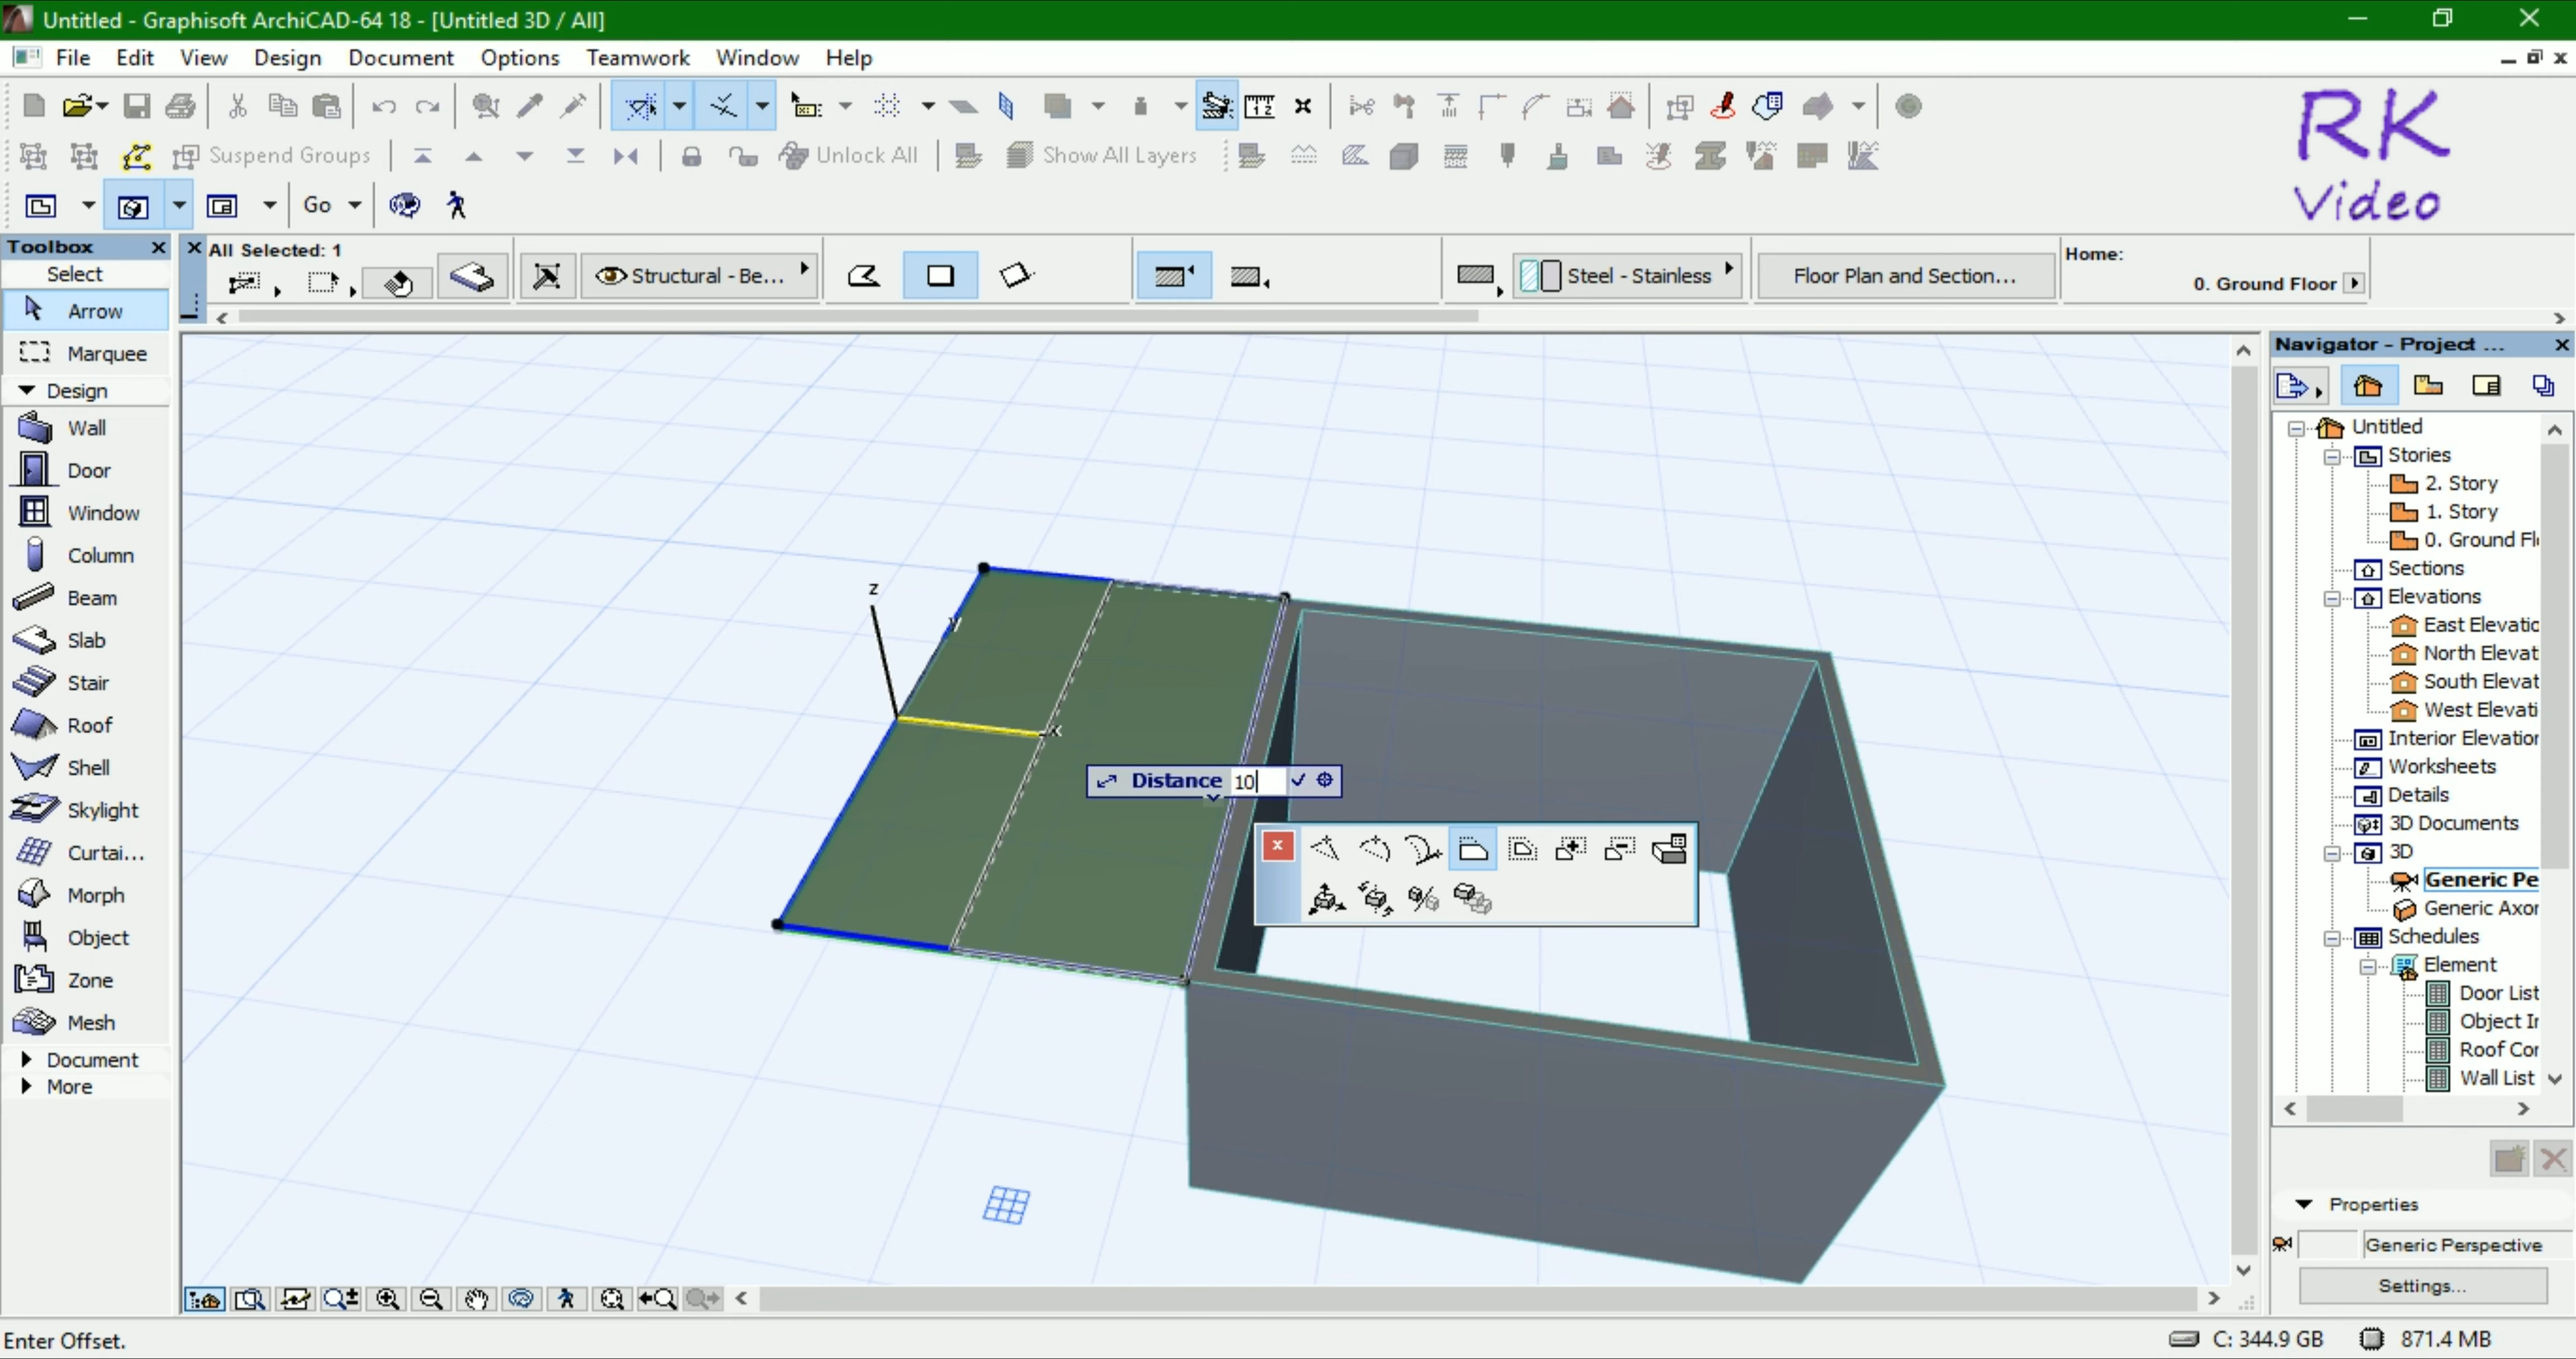 Untitled - Graphisoft ArchiCAD-64 18 - [Untitled 3D / All]
File Edit View Design Document Options Teamwork Window Help
RK
Video
Suspend Groups Unlock All Show All Layers
Go
Toolbox
All Selected: 1
Select
Structural - Be...
Steel - Stainless
Floor Plan and Section...
Home:
0. Ground Floor
Arrow
Marquee
Design
Wall
Door
Window
Column
Beam
Slab
Stair
Roof
Shell
Skylight
Curtai...
Morph
Object
Zone
Mesh
Document
More
z
y
x
Distance 10
Navigator - Project ...
Untitled
Stories
2. Story
1. Story
0. Ground Fl
Sections
Elevations
East Elevatio
North Elevat
South Elevat
West Elevati
Interior Elevation
Worksheets
Details
3D Documents
3D
Generic Pe
Generic Axor
Schedules
Element
Door List
Object Ir
Roof Cor
Wall List
Properties
Generic Perspective
Settings...
Enter Offset.
C: 344.9 GB
871.4 MB